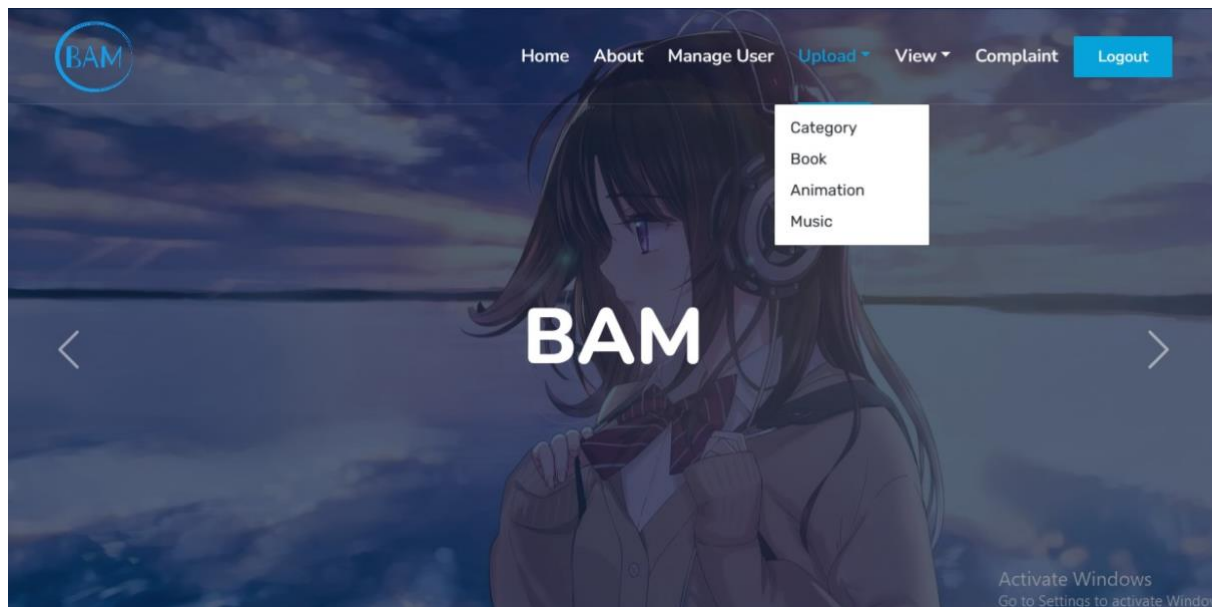 BAM
Home About Manage User Upload View Complaint Logout
Category
Book
Animation
Music
BAM
Activate Windows
Go to Settings to activate Window